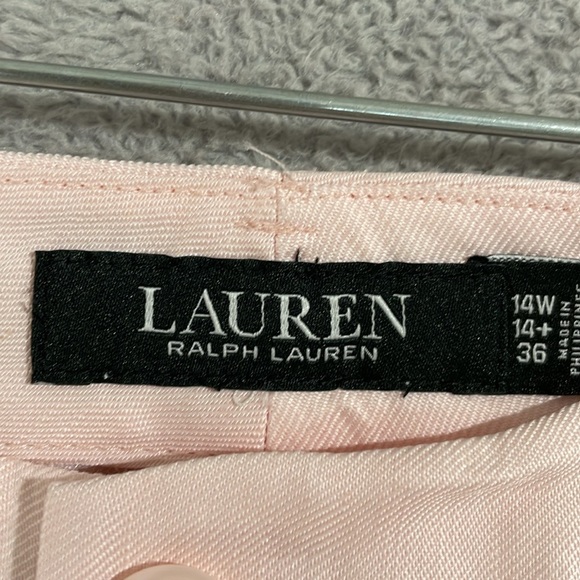 LAUREN
RALPH LAUREN
14W
14+
36
MADE IN
PHILIPPINES